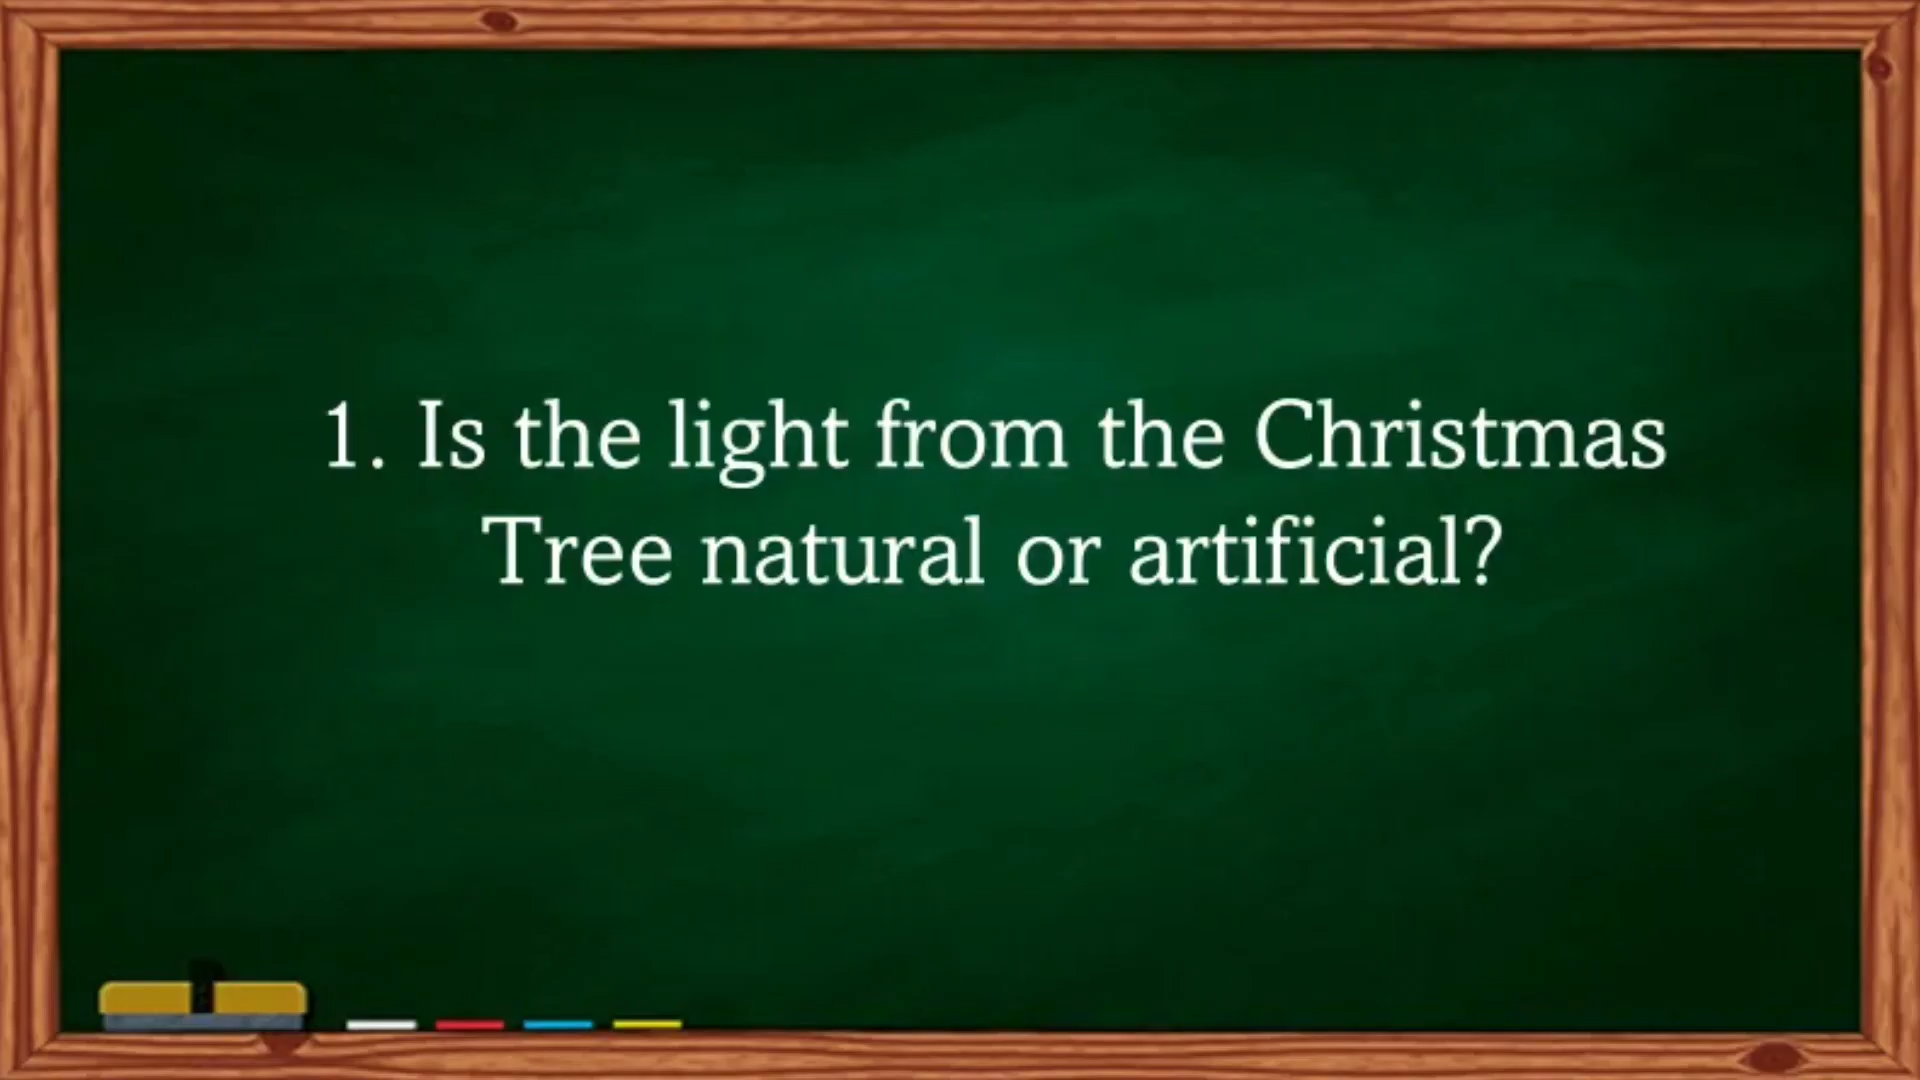 1. Is the light from the Christmas
Tree natural or artificial?